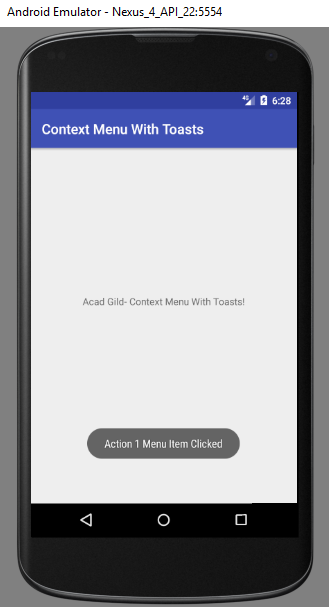 Android Emulator - Nexus_4_API_22:5554
4G 6:28
Context Menu With Toasts
Acad Gild- Context Menu With Toasts!
Action 1 Menu Item Clicked